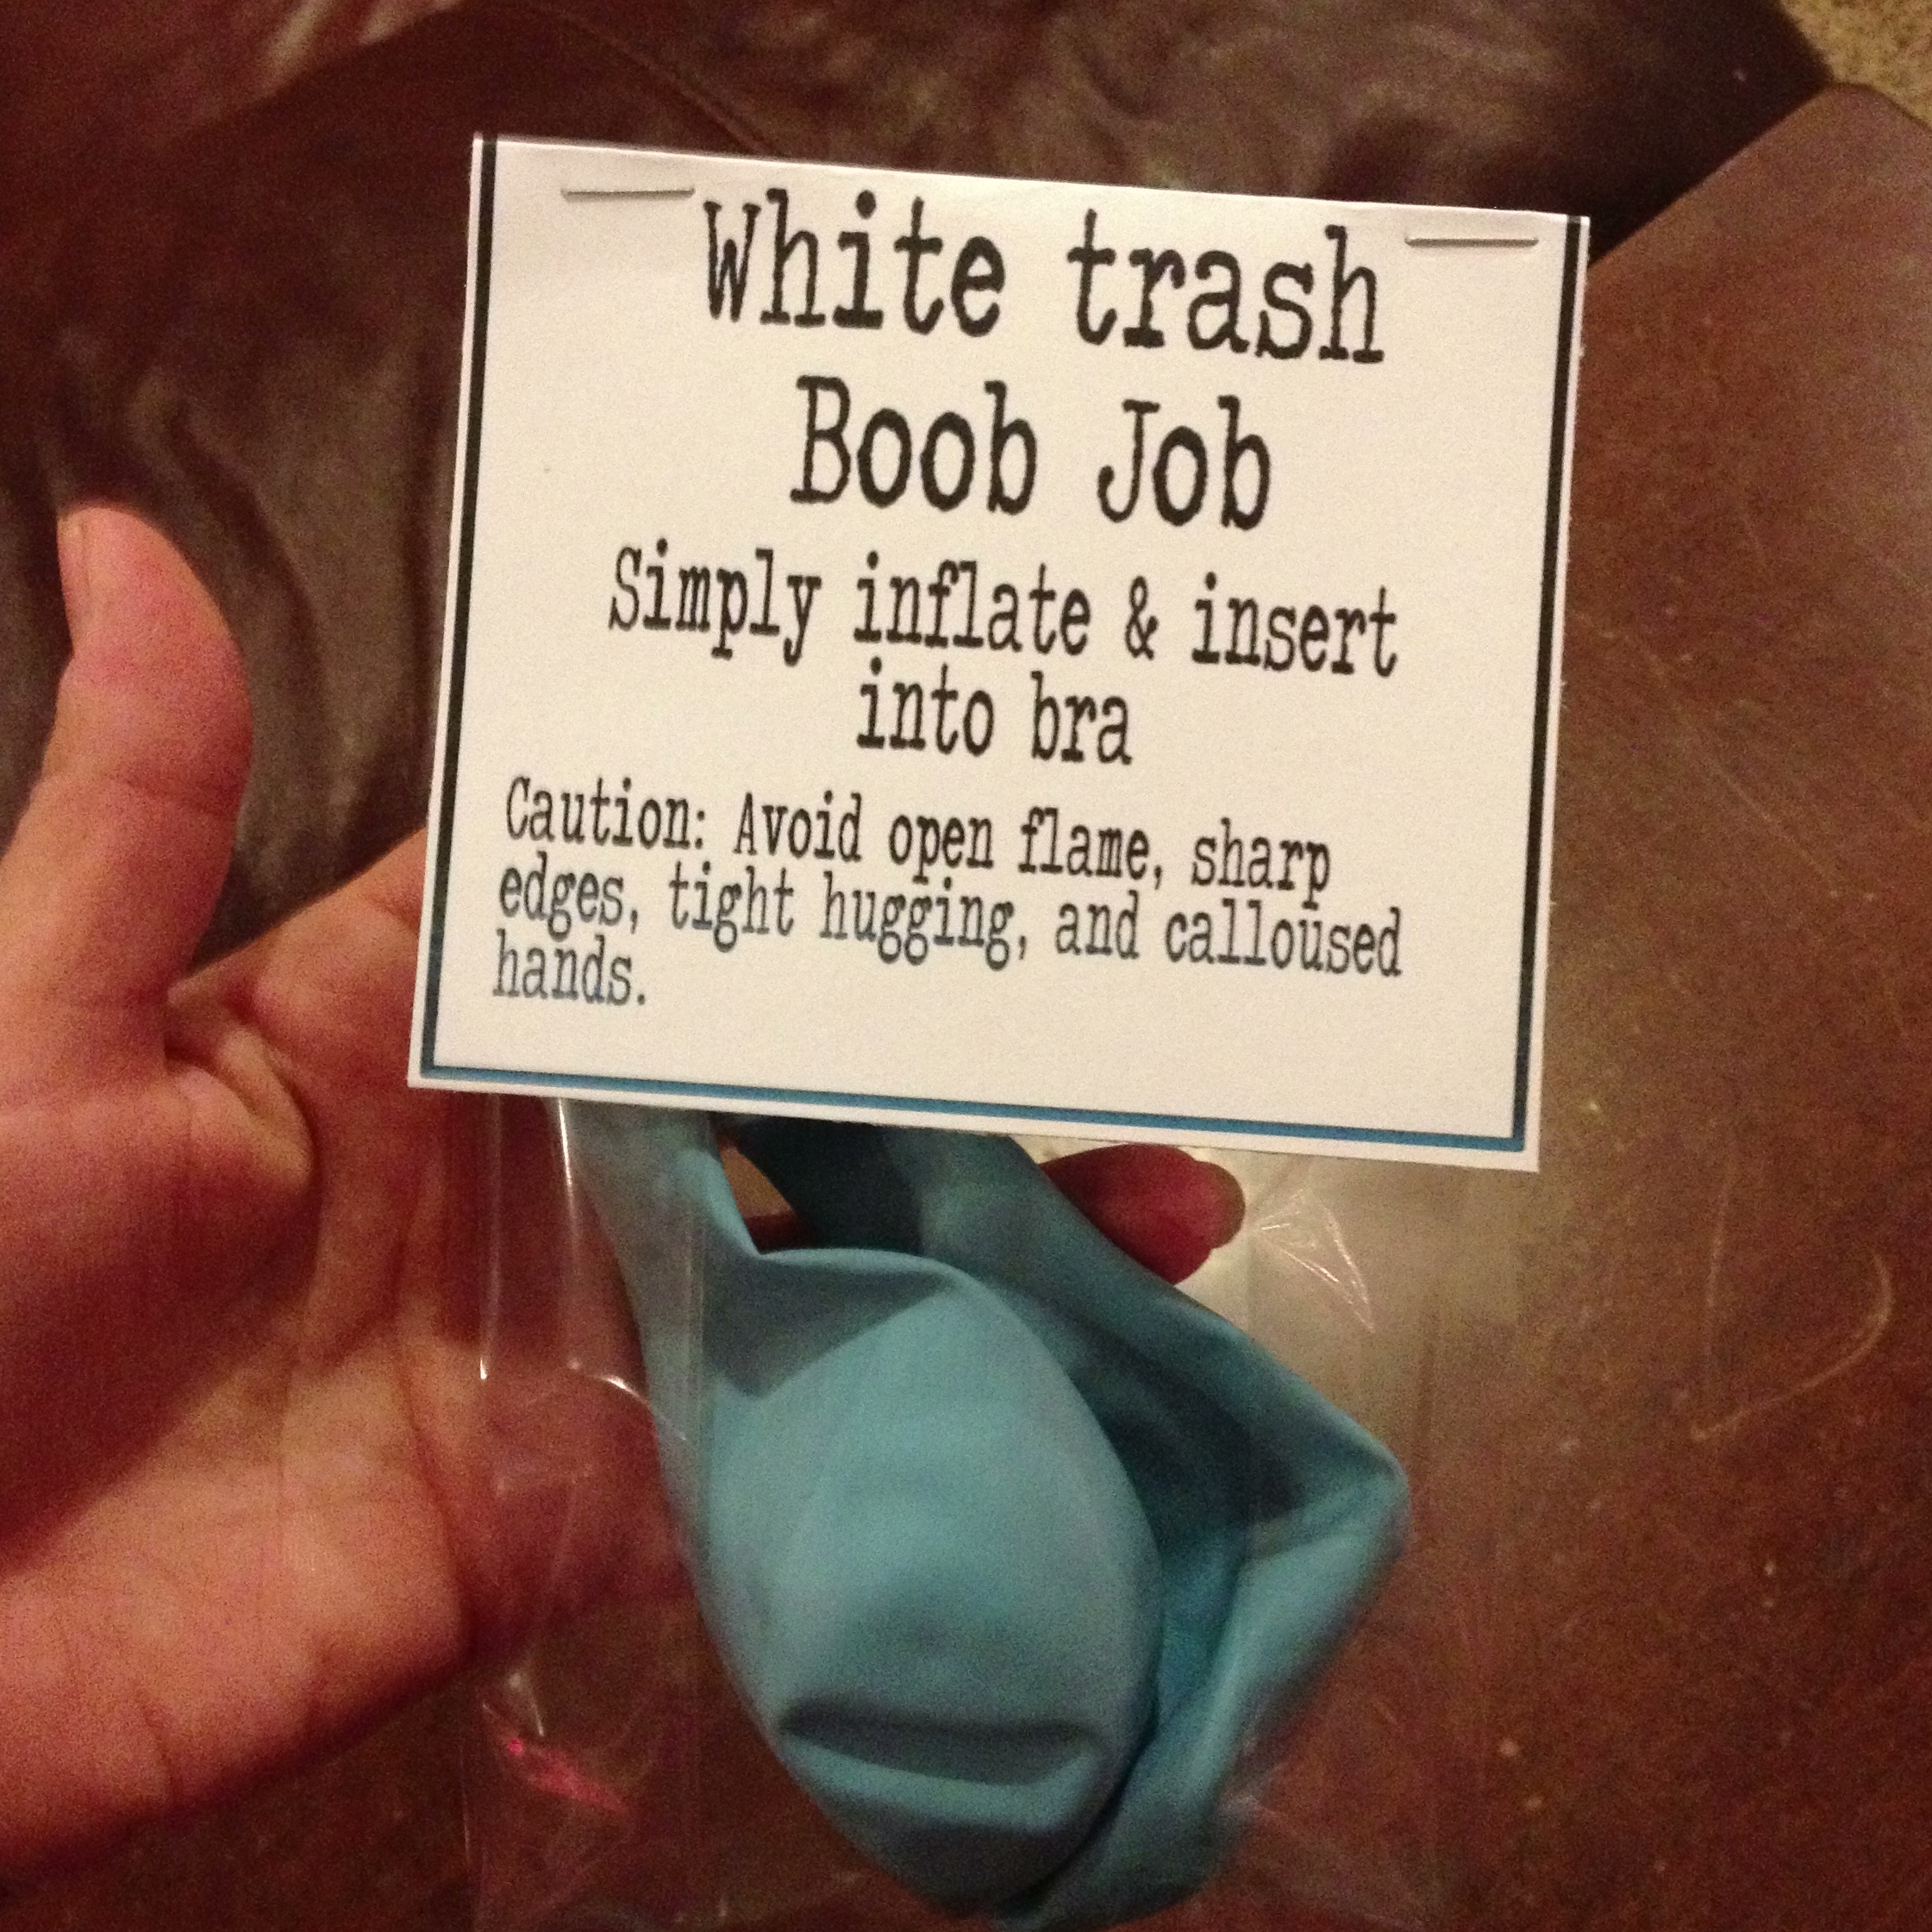 White trash
Boob Job
Simply inflate & insert
into bra
Caution: Avoid open flame, sharp
edges, tight hugging, and calloused
hands.